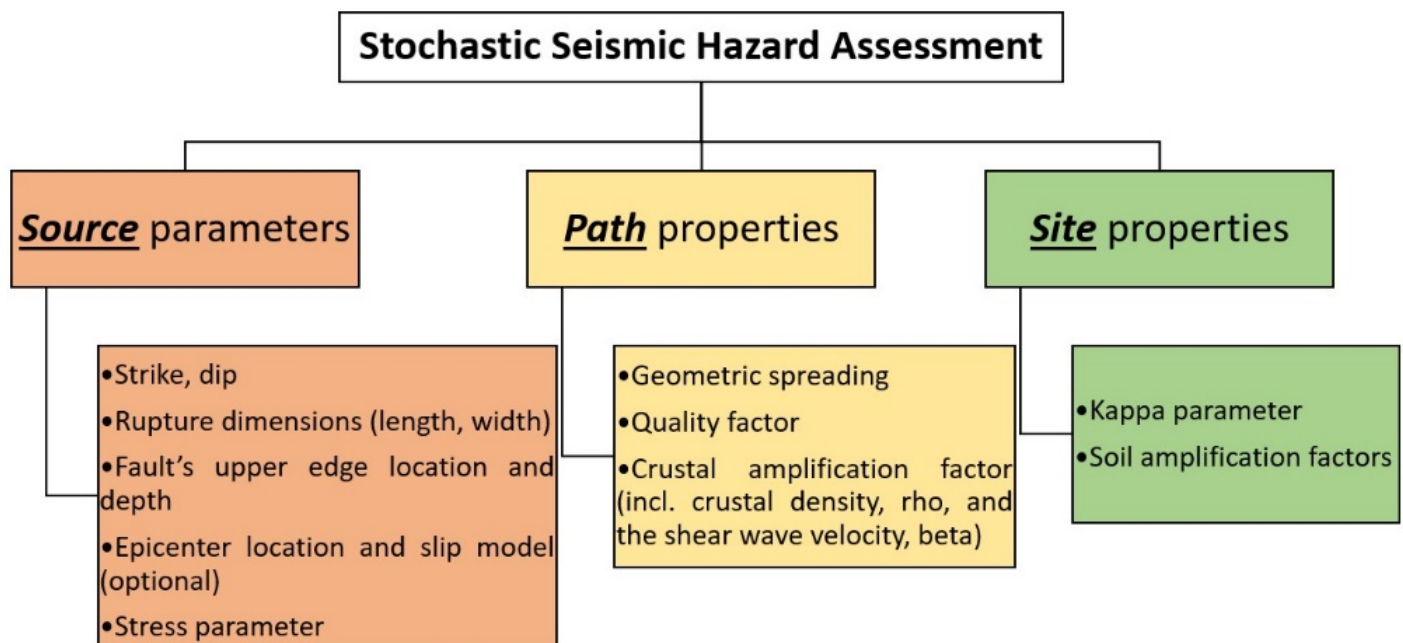 Stochastic Seismic Hazard Assessment
Source parameters
•Strike, dip
•Rupture dimensions (length, width)
•Fault's upper edge location and
depth
•Epicenter location and slip model
(optional)
•Stress parameter
Path properties
•Geometric spreading
•Quality factor
•Crustal amplification factor
(incl. crustal density, rho, and
the shear wave velocity, beta)
Site properties
•Kappa parameter
•Soil amplification factors